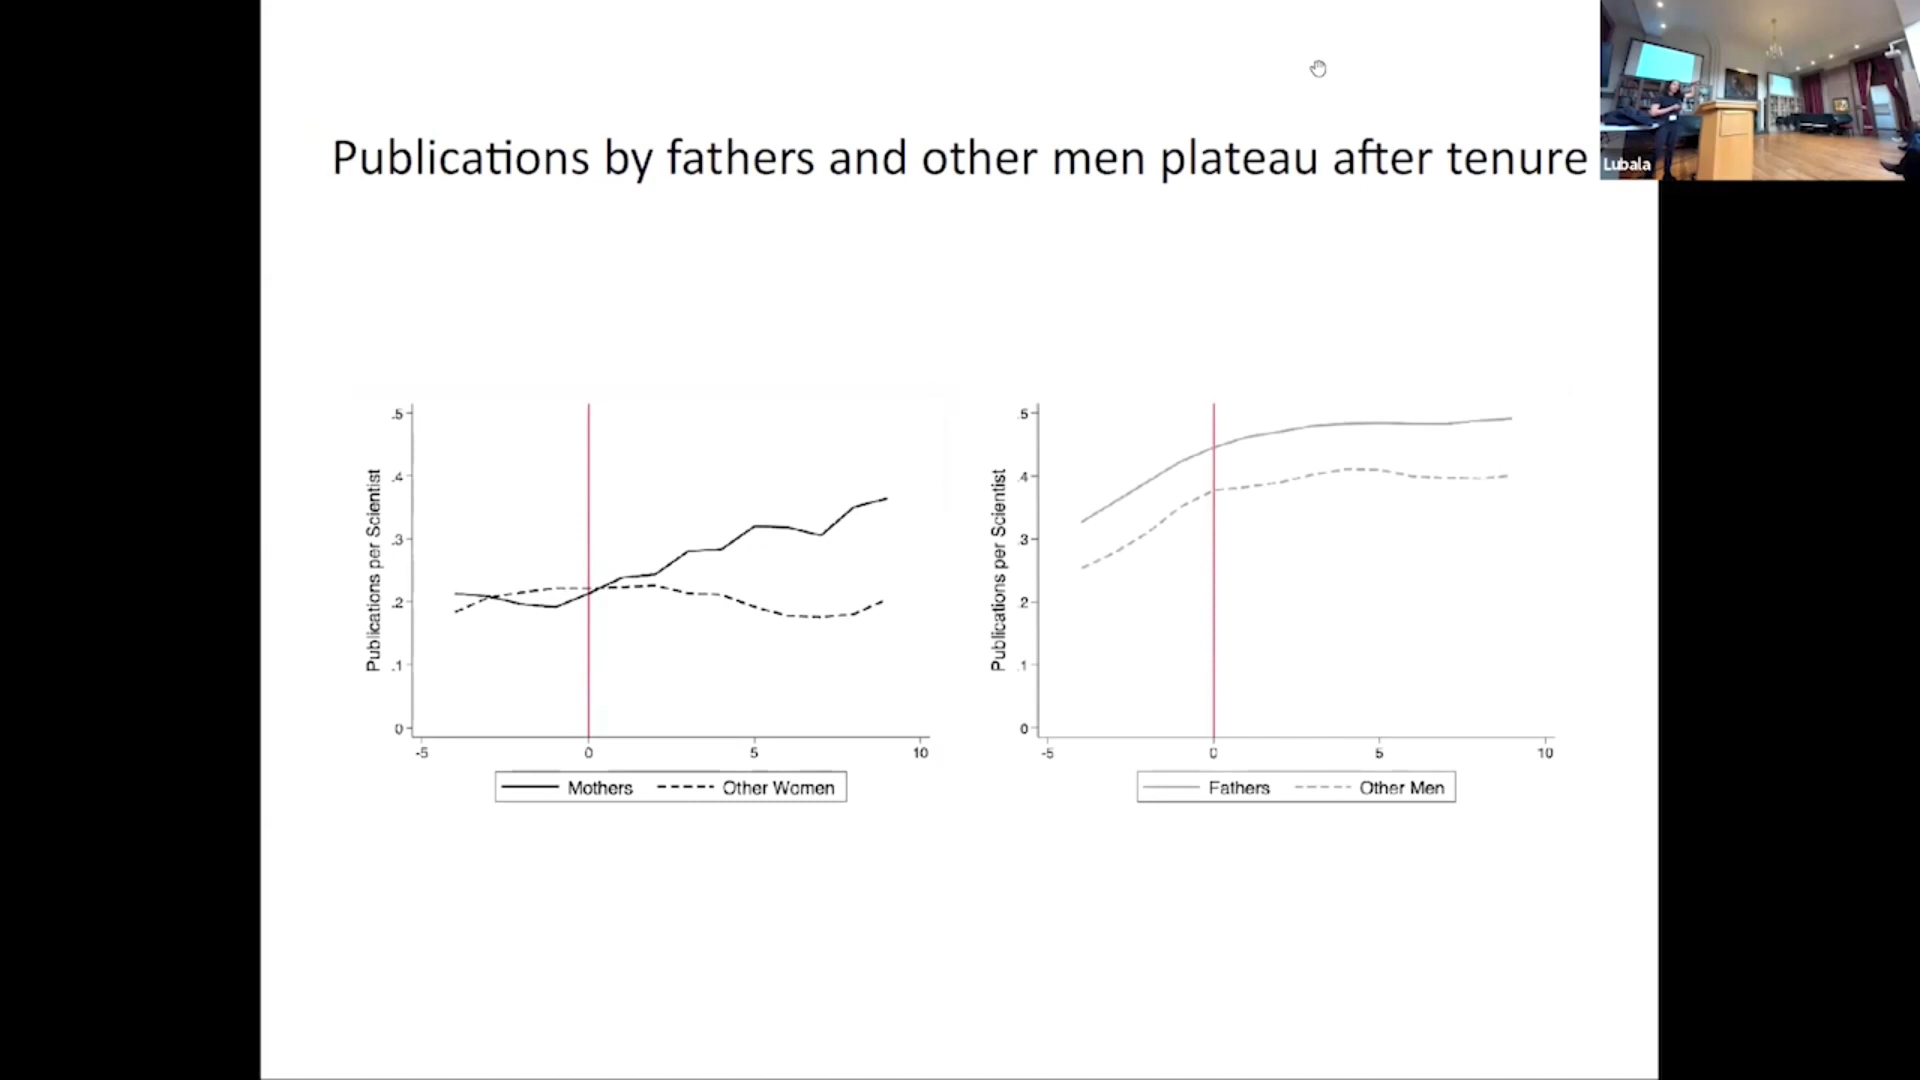 Publications by fathers and other men plateau after tenure
Lubala
Publications per Scientist
.5
.4
.3
.2
.1
0
-5
0
5
10
Mothers
Other Women
Publications per Scientist
.5
.4
.3
.2
.1
0
-5
0
5
10
Fathers
Other Men